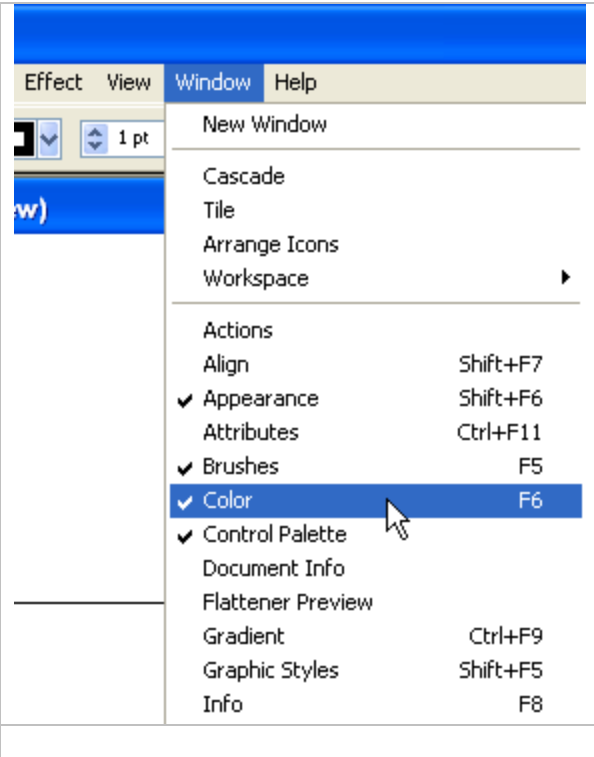 Effect View Window Help
1 pt
New Window
Cascade
ew)
Tile
Arrange Icons
Workspace
Actions
Align Shift+F7
Appearance Shift+F6
Attributes Ctrl+F11
Brushes F5
Color F6
Control Palette
Document Info
Flattener Preview
Gradient Ctrl+F9
Graphic Styles Shift+F5
Info F8